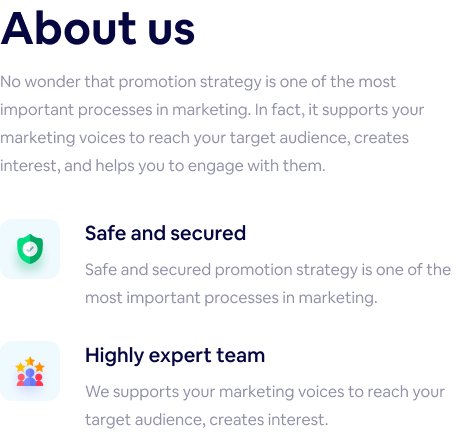 About us
No wonder that promotion strategy is one of the most
important processes in marketing. In fact, it supports your
marketing voices to reach your target audience, creates
interest, and helps you to engage with them.
Safe and secured
Safe and secured promotion strategy is one of the
most important processes in marketing.
Highly expert team
We supports your marketing voices to reach your
target audience, creates interest.